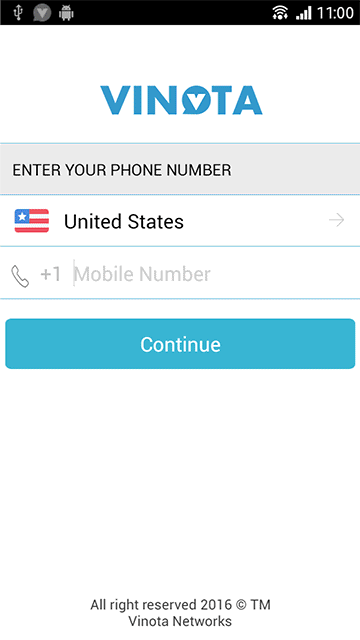 11:00
VINOTA
ENTER YOUR PHONE NUMBER
United States
+1 Mobile Number
Continue
All right reserved 2016 © TM
Vinota Networks